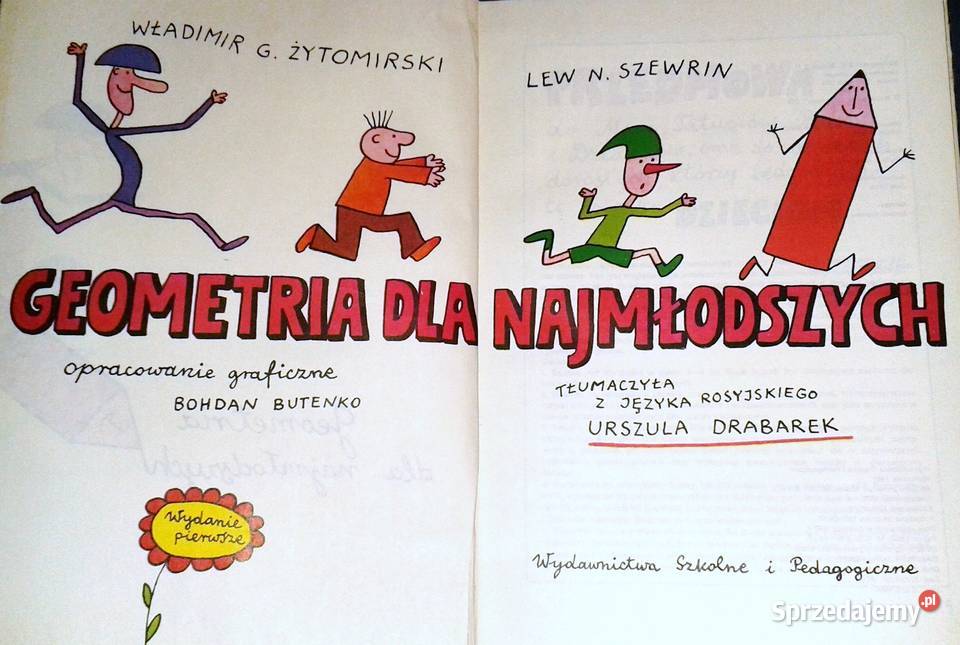 WŁADIMIR G. ŻYTOMIRSKI
LEW N. SZEWRIN
GEOMETRIA DLA NAJMŁODSZYCH
opracowanie graficzne
BOHDAN BUTENKO
TŁUMACZYŁA
Z JĘZYKA ROSYJSKIEGO
URSZULA DRABAREK
Wydanie
pierwsze
Wydawnictwa Szkolne i Pedagogiczne
Sprzedajemy.pl